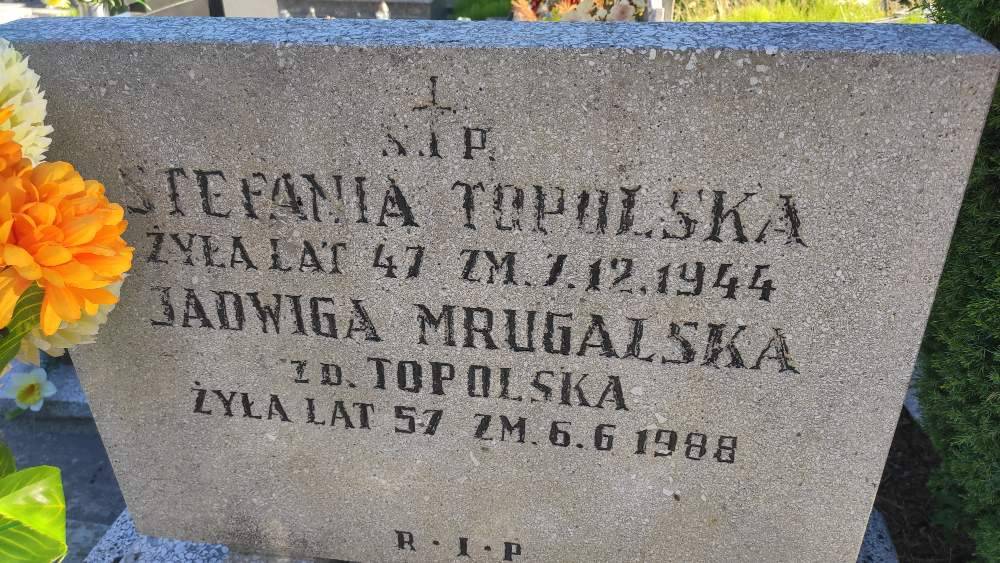 Ś.†P.
STEFANIA TOPOLSKA
ŻYŁA LAT 47 ZM. 7.12.1944
JADWIGA MRUGALSKA
ZD. TOPOLSKA
ŻYŁA LAT 57 ZM. 6.6 1988
R·I·P